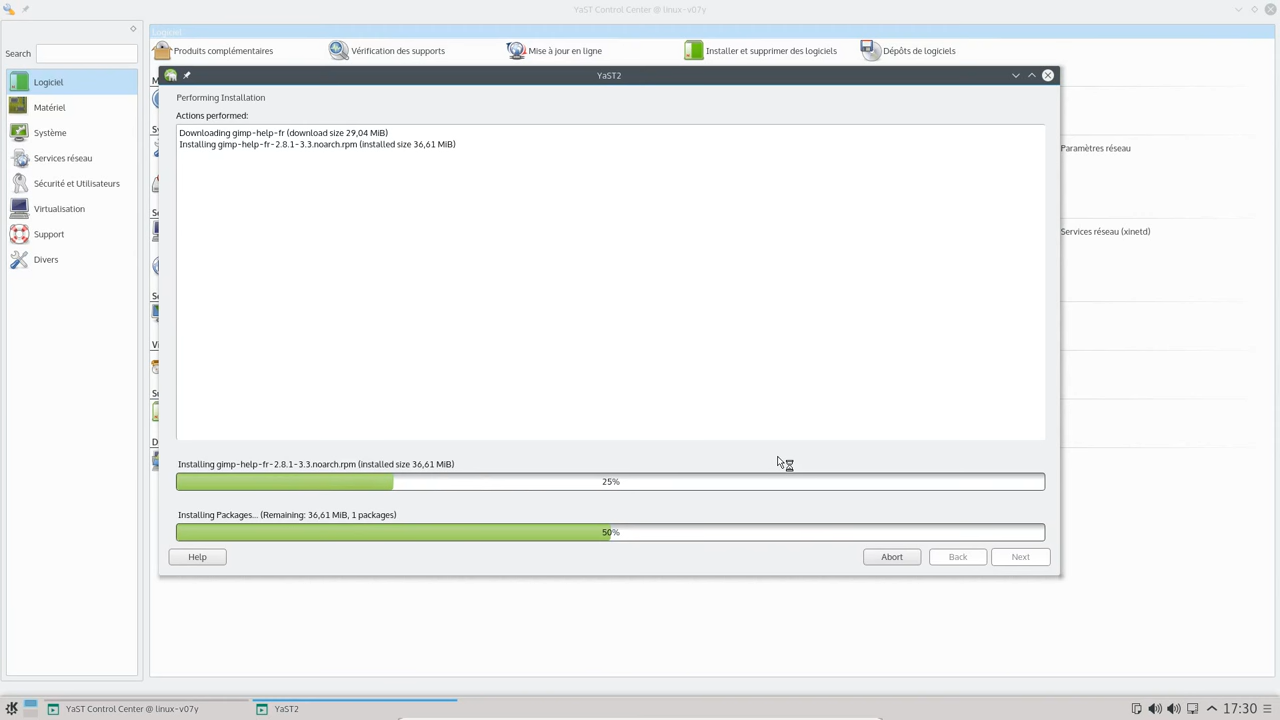 YaST Control Center @ linux-v07y
Search
Logiciel
Matériel
Système
Services réseau
Sécurité et Utilisateurs
Virtualisation
Support
Divers
Logiciel
Produits complémentaires
Vérification des supports
Mise à jour en ligne
Installer et supprimer des logiciels
Dépôts de logiciels
Paramètres réseau
Services réseau (xinetd)
YaST2
Performing Installation
Actions performed:
Downloading gimp-help-fr (download size 29,04 MiB)
Installing gimp-help-fr-2.8.1-3.3.noarch.rpm (installed size 36,61 MiB)
Installing gimp-help-fr-2.8.1-3.3.noarch.rpm (installed size 36,61 MiB)
25%
Installing Packages... (Remaining: 36,61 MiB, 1 packages)
50%
Help
Abort
Back
Next
YaST Control Center @ linux-v07y
YaST2
17:30